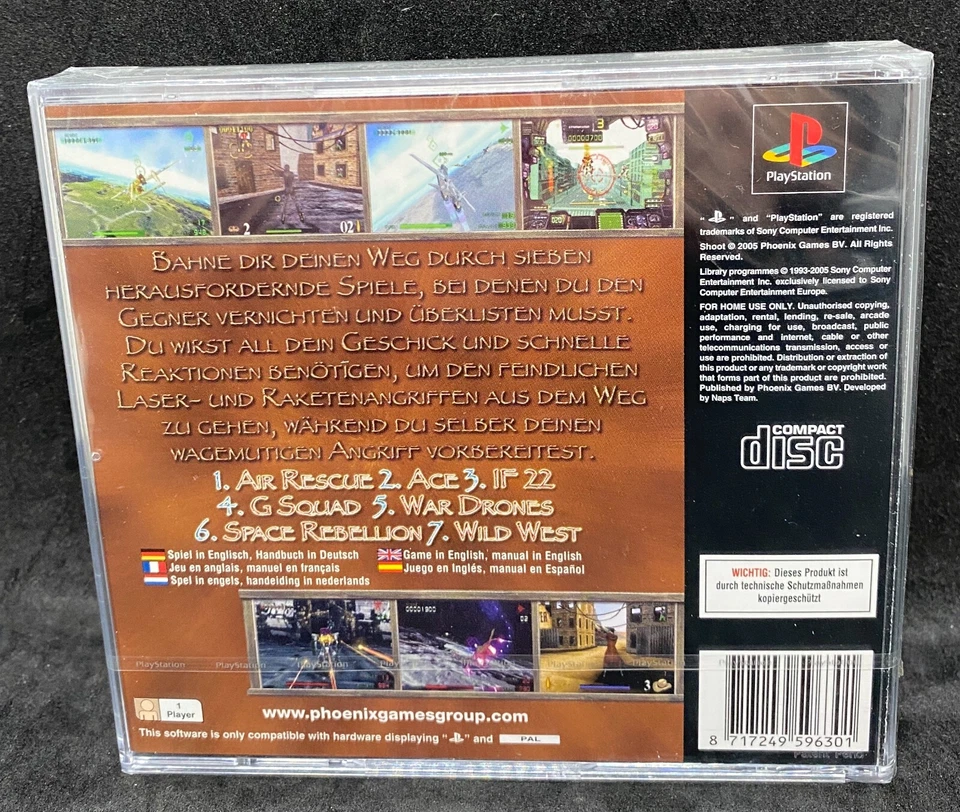 2
02
3
00000700
BAHNE DIR DEINEN WEG DURCH SIEBEN
HERAUSFORDERNDE SPIELE, BEI DENEN DU DEN
GEGNER VERNICHTEN UND ÜBERLISTEN MUSST.
DU WIRST ALL DEIN GESCHICK UND SCHNELLE
REAKTIONEN BENÖTIGEN, UM DEN FEINDLICHEN
LASER- UND RAKETENANGRIFFEN AUS DEM WEG
ZU GEHEN, WÄHREND DU SELBER DEINEN
WAGEMUTIGEN ANGRIFF VORBEREITEST.
1. AIR RESCUE 2. ACE 3. IF 22
4. G SQUAD 5. WAR DRONES
6. SPACE REBELLION 7. WILD WEST
Spiel in Englisch, Handbuch in Deutsch
Game in English, manual in English
Jeu en anglais, manuel en français
Juego en Inglés, manual en Español
Spel in engels, handeiding in nederlands
00001900
02
3
PlayStation PlayStation PlayStation
1
Player
www.phoenixgamesgroup.com
This software is only compatible with hardware displaying " " and PAL
PlayStation
" " and "PlayStation" are registered
trademarks of Sony Computer Entertainment Inc.
Shoot © 2005 Phoenix Games BV. All Rights
Reserved.
Library programmes © 1993-2005 Sony Computer
Entertainment Inc. exclusively licensed to Sony
Computer Entertainment Europe.
FOR HOME USE ONLY. Unauthorised copying,
adaptation, rental, lending, re-sale, arcade
use, charging for use, broadcast, public
performance and internet, cable or other
telecommunications transmission, access or
use are prohibited. Distribution or extraction of
this product or any trademark or copyright work
that forms part of this product are prohibited.
Published by Phoenix Games BV. Developed
by Naps Team.
COMPACT
disc
WICHTIG: Dieses Produkt ist
durch technische Schutzmaßnahmen
kopiergeschützt
8 717249 596301